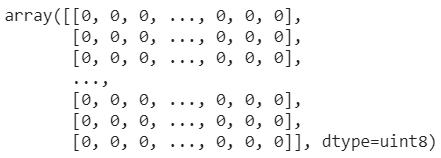 array([[0, 0, 0, ..., 0, 0, 0],
       [0, 0, 0, ..., 0, 0, 0],
       [0, 0, 0, ..., 0, 0, 0],
       ...,
       [0, 0, 0, ..., 0, 0, 0],
       [0, 0, 0, ..., 0, 0, 0],
       [0, 0, 0, ..., 0, 0, 0]], dtype=uint8)